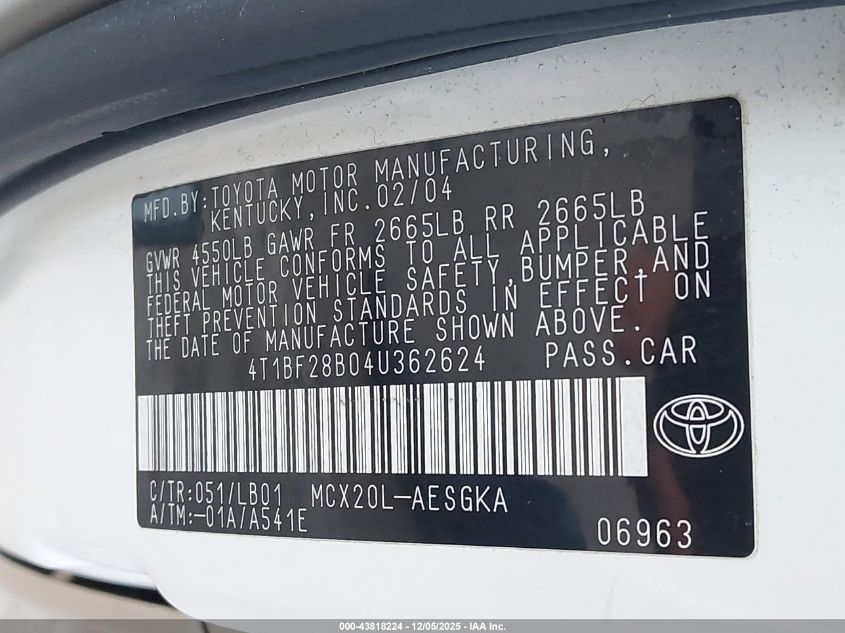 MFD.BY: TOYOTA MOTOR MANUFACTURING,
KENTUCKY, INC. 02/04
GVWR 4550LB GAWR FR 2665LB RR 2665LB
THIS VEHICLE CONFORMS TO ALL APPLICABLE
FEDERAL MOTOR VEHICLE SAFETY, BUMPER, AND
THEFT PREVENTION STANDARDS IN EFFECT ON
THE DATE OF MANUFACTURE SHOWN ABOVE.
4T1BF28B04U362624 PASS.CAR
C/TR:051/LB01 MCX20L-AESGKA
A/TM:-01A/A541E
06963
000-43818224 - 12/05/2025 - IAA Inc.